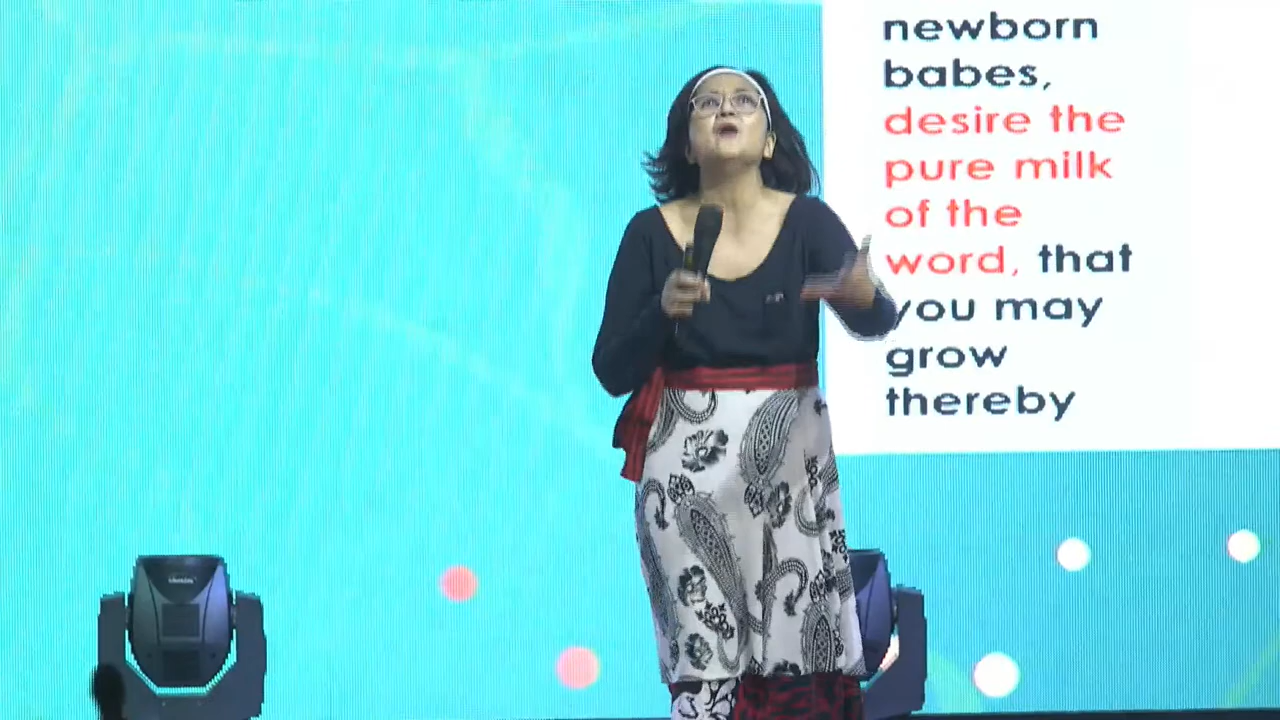 newborn
babes,
desire the
pure milk
of the
word, that
you may
grow
thereby